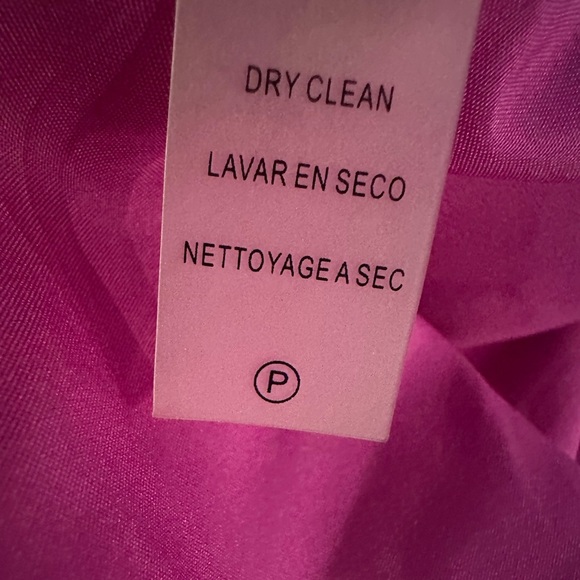 DRY CLEAN
LAVAR EN SECO
NETTOYAGE A SEC
P